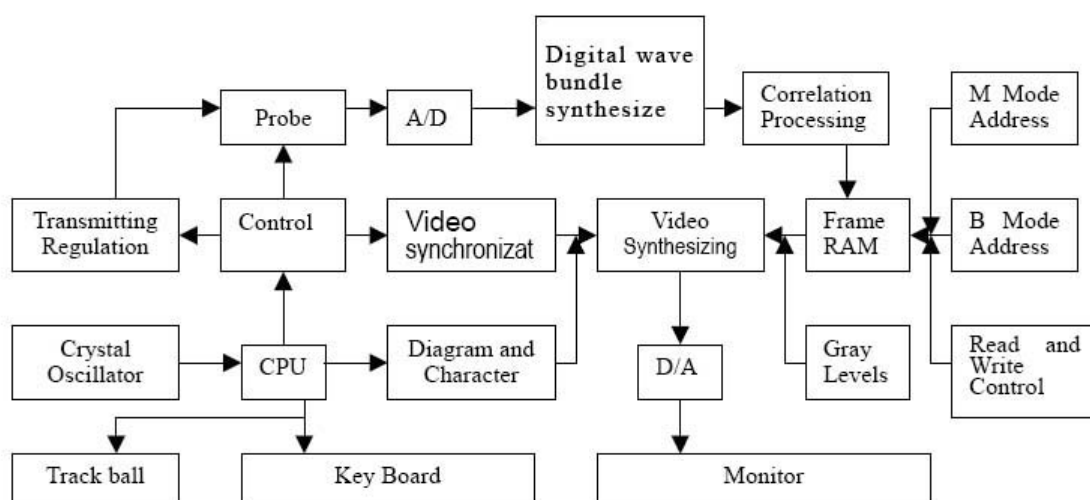 Digital wave
bundle
synthesize
Probe
A/D
Correlation
Processing
M Mode
Address
Transmitting
Regulation
Control
Video
synchronizat
Video
Synthesizing
Frame
RAM
B Mode
Address
Crystal
Oscillator
CPU
Diagram and
Character
D/A
Gray
Levels
Read and
Write
Control
Track ball
Key Board
Monitor